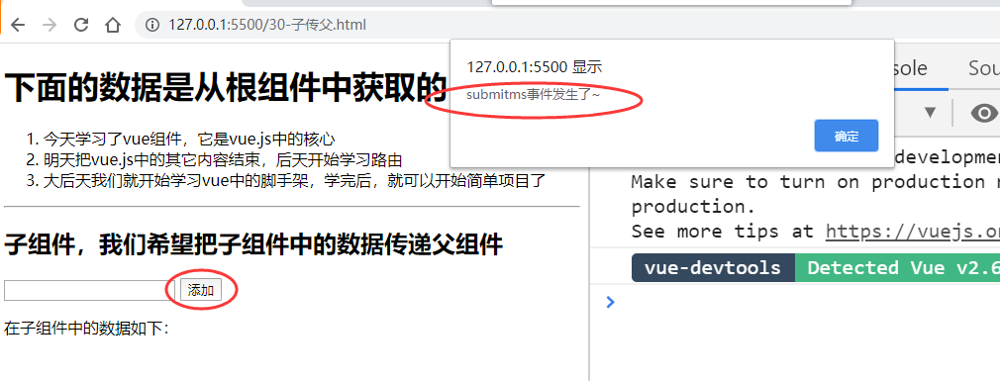 127.0.0.1:5500/30-子传父.html
127.0.0.1:5500 显示
submitms事件发生了~
确定
下面的数据是从根组件中获取的
1. 今天学习了vue组件，它是vue.js中的核心
2. 明天把vue.js中的其它内容结束，后天开始学习路由
3. 大后天我们就开始学习vue中的脚手架，学完后，就可以开始简单项目了
子组件，我们希望把子组件中的数据传递父组件
添加
在子组件中的数据如下：
Sou
Make sure to turn on production
production.
See more tips at https://vuejs.or
vue-devtools Detected Vue v2.6